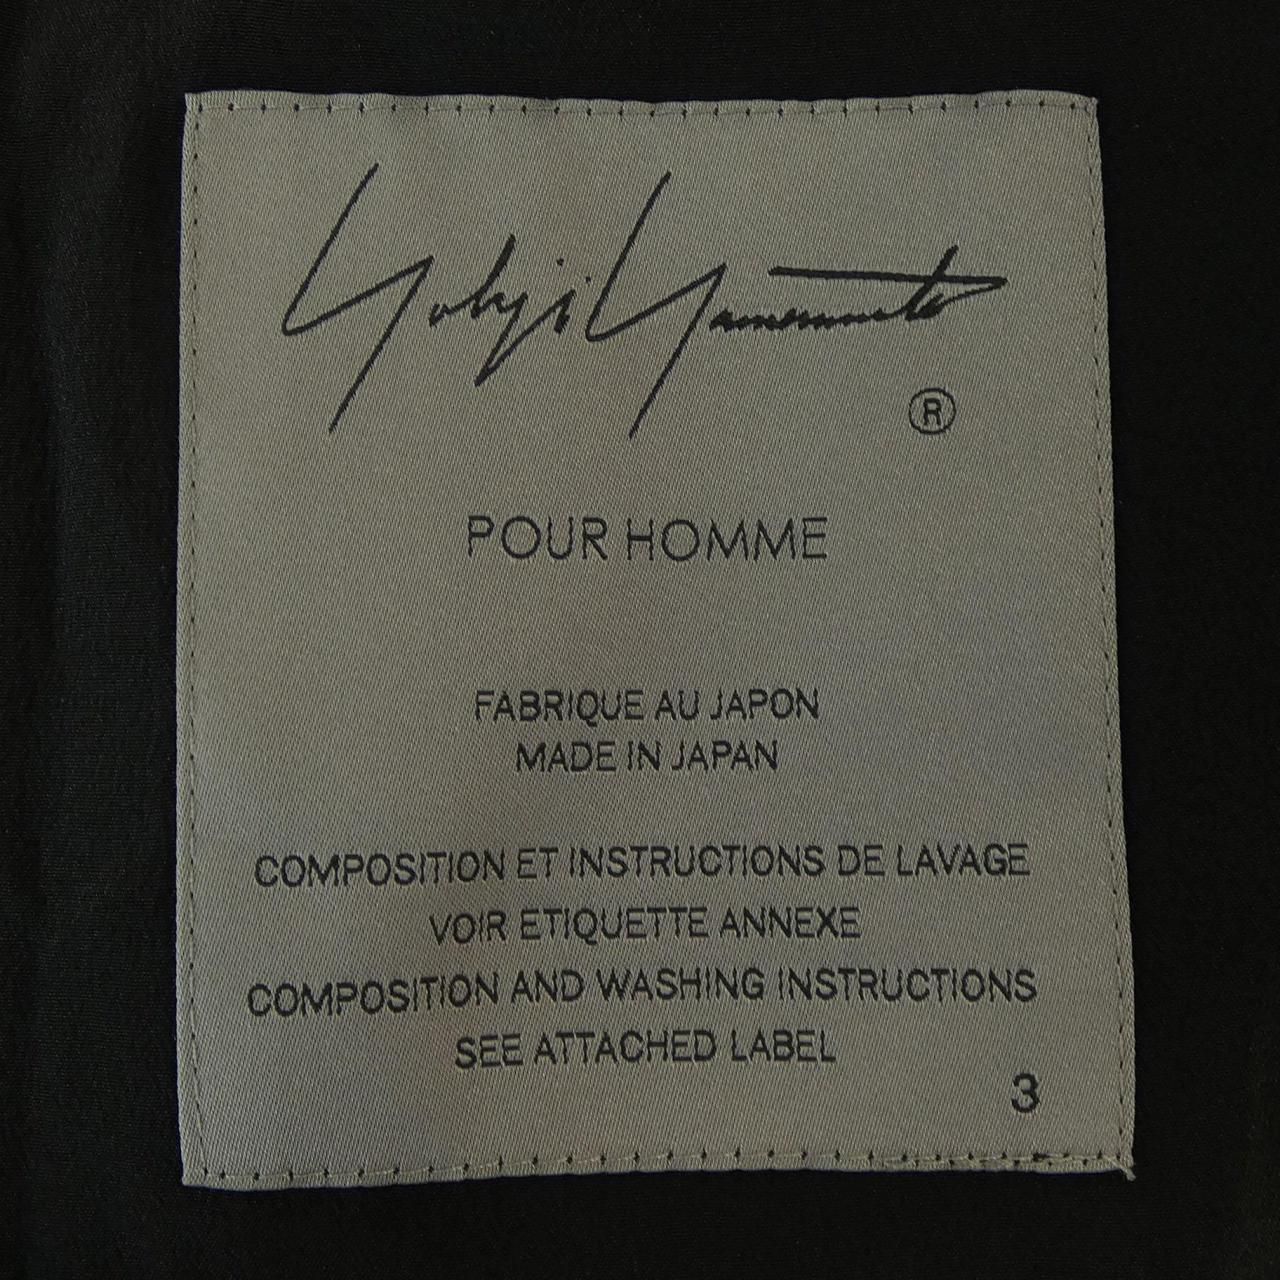 Yohji Yamamoto
®
POUR HOMME
FABRIQUE AU JAPON
MADE IN JAPAN
COMPOSITION ET INSTRUCTIONS DE LAVAGE
VOIR ETIQUETTE ANNEXE
COMPOSITION AND WASHING INSTRUCTIONS
SEE ATTACHED LABEL
3